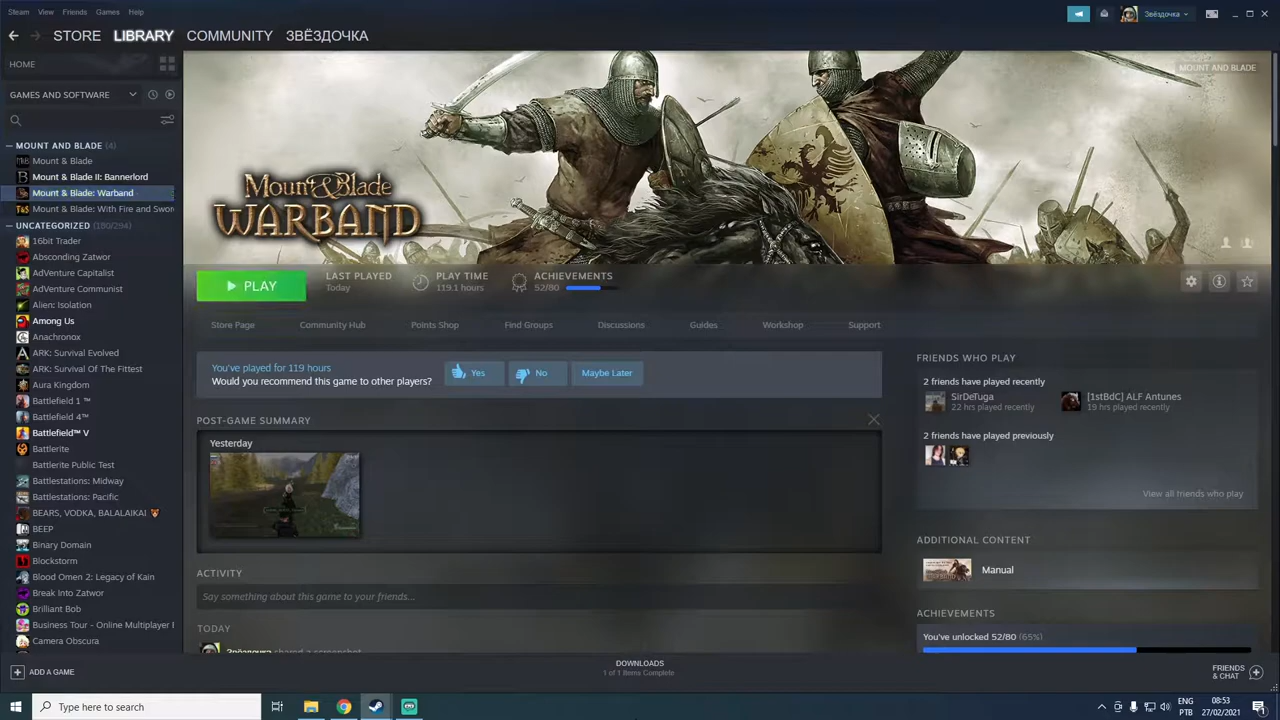 Steam View Friends Games Help
Звёздочка
STORE LIBRARY COMMUNITY ЗВЁЗДОЧКА
HOME
GAMES AND SOFTWARE
MOUNT AND BLADE (4)
Mount & Blade
Mount & Blade II: Bannerlord
Mount & Blade: Warband
Mount & Blade: With Fire and Swor
UNCATEGORIZED (180/294)
16bit Trader
Absconding Zatwor
AdVenture Capitalist
AdVenture Communist
Alien: Isolation
Among Us
Anachronox
ARK: Survival Evolved
ARK: Survival Of The Fittest
Aura Kingdom
Battlefield 1 ™
Battlefield 4™
Battlefield™ V
Battlerite
Battlerite Public Test
Battlestations: Midway
Battlestations: Pacific
BEARS, VODKA, BALALAIKA!
BEEP
Binary Domain
Blockstorm
Blood Omen 2: Legacy of Kain
Break Into Zatwor
Brilliant Bob
Business Tour - Online Multiplayer
Camera Obscura
MOUNT AND BLADE
Mount & Blade
WARBAND
PLAY
LAST PLAYED
Today
PLAY TIME
119.1 hours
ACHIEVEMENTS
52/80
Store Page Community Hub Points Shop Find Groups Discussions Guides Workshop Support
You've played for 119 hours
Would you recommend this game to other players?
Yes No Maybe Later
POST-GAME SUMMARY
Yesterday
ACTIVITY
Say something about this game to your friends...
TODAY
Звёздочка shared a screenshot
FRIENDS WHO PLAY
2 friends have played recently
SirDeTuga
22 hrs played recently
[1stBdC] ALF Antunes
19 hrs played recently
2 friends have played previously
View all friends who play
ADDITIONAL CONTENT
Manual
ACHIEVEMENTS
You've unlocked 52/80 (65%)
ADD A GAME
DOWNLOADS
1 of 1 Items Complete
FRIENDS
& CHAT
Type here to search
ENG
PTB
08:53
27/02/2021